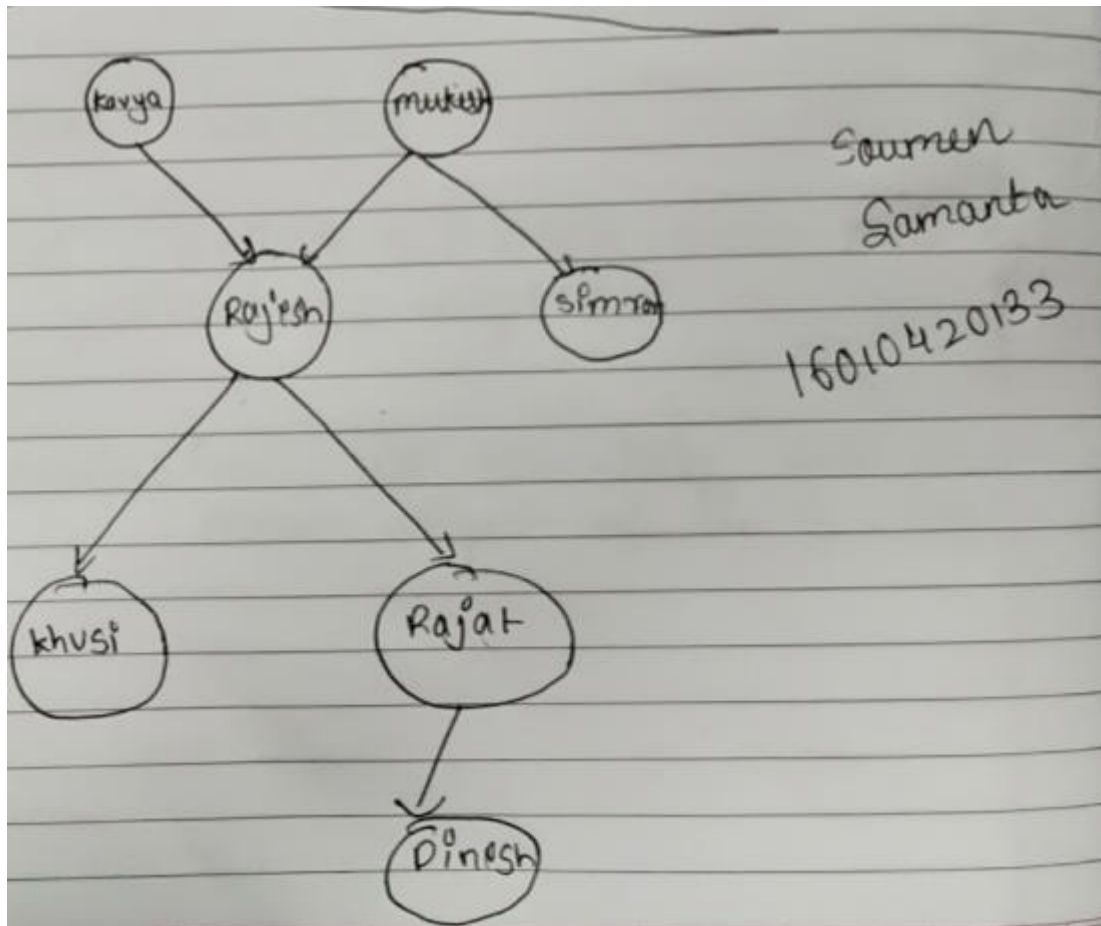 kavya
mukesh
Soumen
Samanta
Rajesh
simran
16010420133
khusi
Rajat
Dinesh